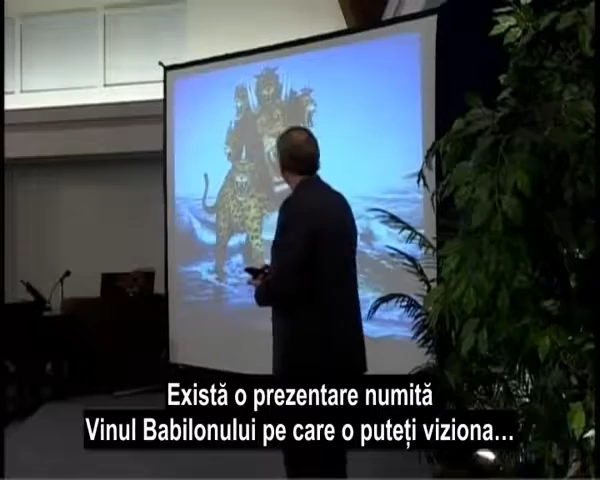 Există o prezentare numită
Vinul Babilonului pe care o puteți viziona...